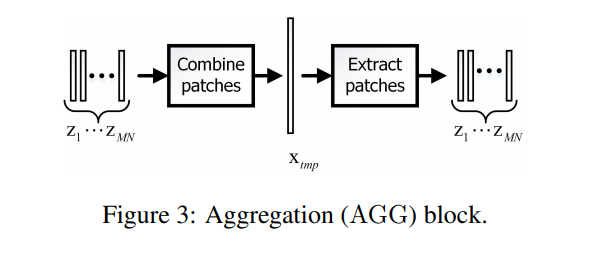 Combine
patches
Extract
patches
z1 ··· zMN
xtmp
z1 ··· zMN
Figure 3: Aggregation (AGG) block.